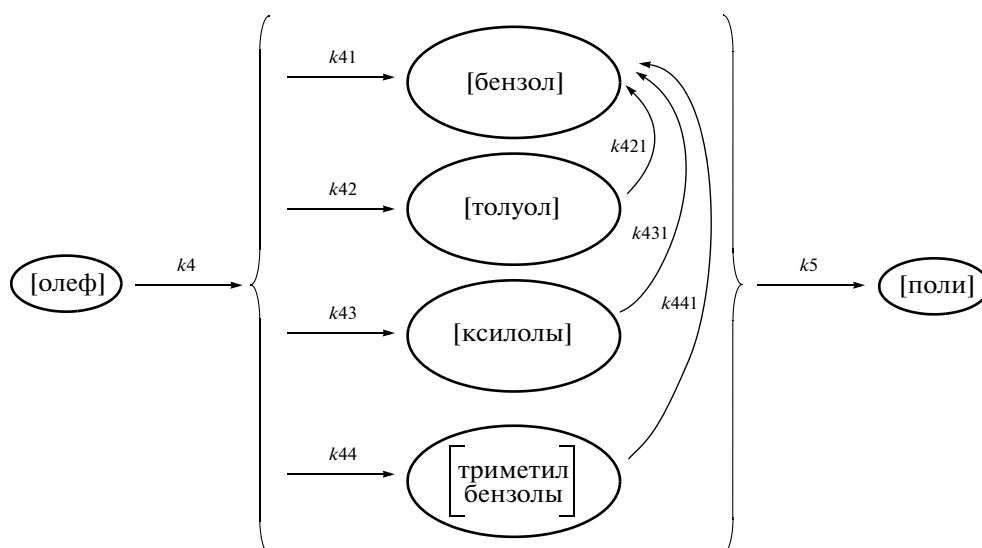 k41
[бензол]
k421
k42
[толуол]
k431
[олеф]
k4
k5
[поли]
k441
k43
[ксилолы]
k44
[триметил
бензолы]